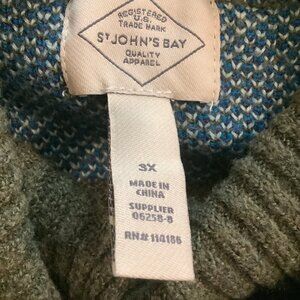 REGISTERED
U.S.
TRADE MARK
ST JOHN'S BAY
QUALITY
APPAREL
3X
MADE IN
CHINA
SUPPLIER
06258-8
RN# 114186